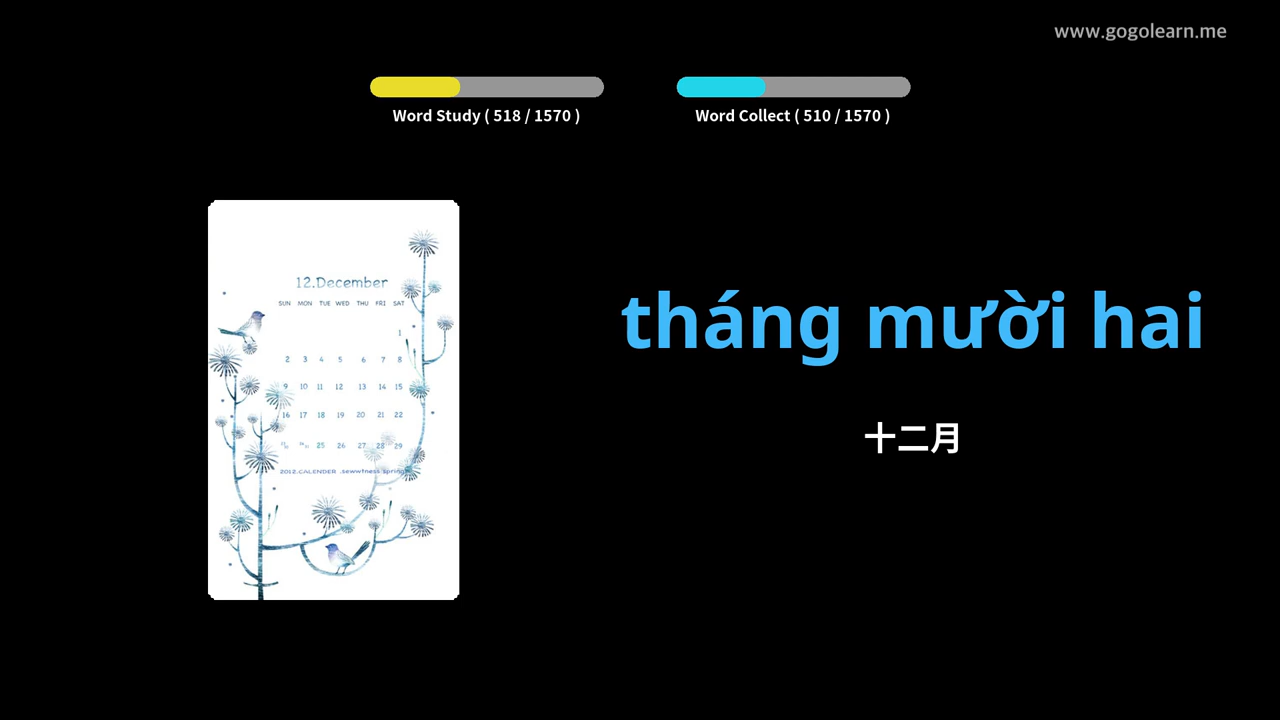 www.gogolearn.me
Word Study ( 518 / 1570 )
Word Collect ( 510 / 1570 )
12.December
SUN MON TUE WED THU FRI SAT
1
2 3 4 5 6 7 8
9 10 11 12 13 14 15
16 17 18 19 20 21 22
25 26 27 28 29
2012.CALENDER
tháng mười hai
十二月